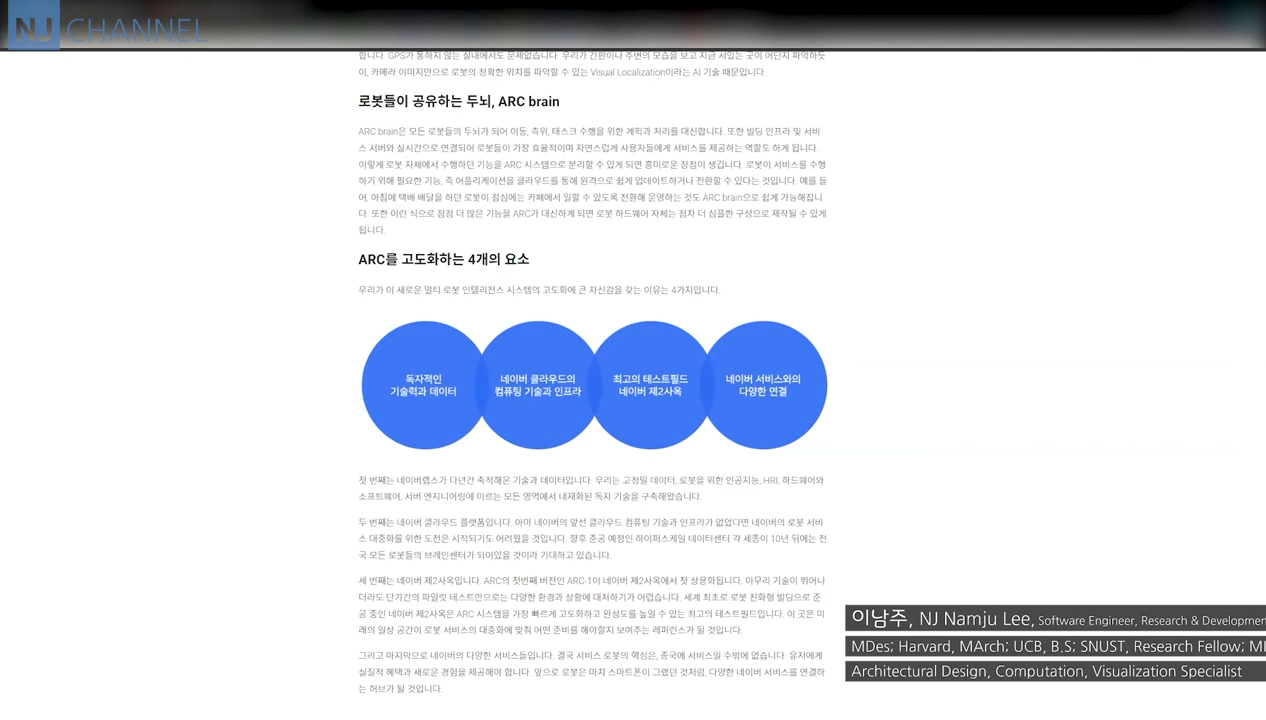 NJ CHANNEL
합니다. GPS가 통하지 않는 실내에서도 문제없습니다. 우리가 간판이나 주변의 모습을 보고 지금 서있는 곳이 어딘지 파악하듯
이, 카메라 이미지만으로 로봇의 정확한 위치를 파악할 수 있는 Visual Localization이라는 AI 기술 때문입니다.
로봇들이 공유하는 두뇌, ARC brain
ARC brain은 모든 로봇들의 두뇌가 되어 이동, 측위, 태스크 수행을 위한 계획과 처리를 대신합니다. 또한 빌딩 인프라 및 서비
스 서버와 실시간으로 연결되어 로봇들이 가장 효율적이며 자연스럽게 사용자들에게 서비스를 제공하는 역할도 하게 됩니다.
이렇게 로봇 자체에서 수행하던 기능을 ARC 시스템으로 분리할 수 있게 되면 흥미로운 장점이 생깁니다. 로봇이 서비스를 수행
하기 위해 필요한 기능, 즉 어플리케이션을 클라우드를 통해 원격으로 쉽게 업데이트하거나 전환할 수 있다는 것입니다. 예를 들
어, 아침에 택배 배달을 하던 로봇이 점심에는 카페에서 일할 수 있도록 전환해 운영하는 것도 ARC brain으로 쉽게 가능해집니
다. 또한 이런 식으로 점점 더 많은 기능을 ARC가 대신하게 되면 로봇 하드웨어 자체는 점차 더 심플한 구성으로 제작될 수 있게
됩니다.
ARC를 고도화하는 4개의 요소
우리가 이 새로운 멀티 로봇 인텔리전스 시스템의 고도화에 큰 자신감을 갖는 이유는 4가지입니다.
독자적인
기술력과 데이터
네이버 클라우드의
컴퓨팅 기술과 인프라
최고의 테스트필드
네이버 제2사옥
네이버 서비스와의
다양한 연결
첫 번째는 네이버랩스가 다년간 축적해온 기술과 데이터입니다. 우리는 고정밀 데이터, 로봇을 위한 인공지능, HRI, 하드웨어와
소프트웨어, 서버 엔지니어링에 이르는 모든 영역에서 내재화된 독자 기술을 구축해왔습니다.
두 번째는 네이버 클라우드 플랫폼입니다. 아마 네이버의 앞선 클라우드 컴퓨팅 기술과 인프라가 없었다면 네이버의 로봇 서비
스 대중화를 위한 도전은 시작되기도 어려웠을 것입니다. 향후 준공 예정인 하이퍼스케일 데이터센터 각 세종이 10년 뒤에는 전
국 모든 로봇들의 브레인센터가 되어있을 것이라 기대하고 있습니다.
세 번째는 네이버 제2사옥입니다. ARC의 첫번째 버전인 ARC-1이 네이버 제2사옥에서 첫 상용화됩니다. 아무리 기술이 뛰어나
더라도 단기간의 파일럿 테스트만으로는 다양한 환경과 상황에 대처하기가 어렵습니다. 세계 최초로 로봇 친화형 빌딩으로 준
공 중인 네이버 제2사옥은 ARC 시스템을 가장 빠르게 고도화하고 완성도를 높일 수 있는 최고의 테스트필드입니다. 이 곳은 미
래의 일상 공간이 로봇 서비스의 대중화에 맞춰 어떤 준비를 해야할지 보여주는 레퍼런스가 될 것입니다.
그리고 마지막으로 네이버의 다양한 서비스들입니다. 결국 서비스 로봇의 핵심은, 종국에 서비스일 수밖에 없습니다. 유저에게
실질적 혜택과 새로운 경험을 제공해야 합니다. 앞으로 로봇은 마치 스마트폰이 그랬던 것처럼, 다양한 네이버 서비스를 연결하
는 허브가 될 것입니다.
이남주, NJ Namju Lee, Software Engineer, Research & Developmen
MDes; Harvard, MArch; UCB, B.S; SNUST, Research Fellow; MI
Architectural Design, Computation, Visualization Specialist